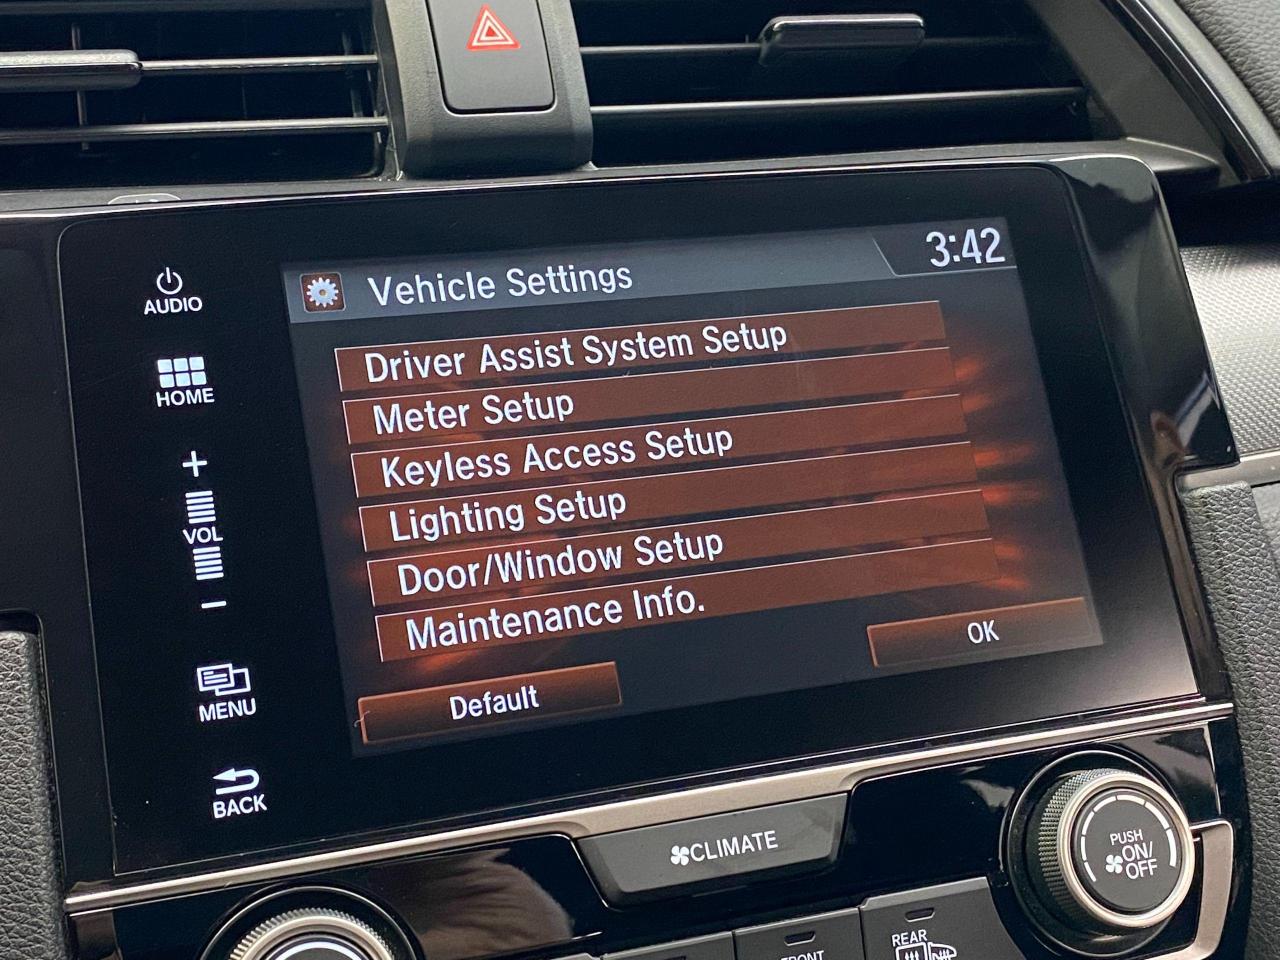 Vehicle Settings
3:42
AUDIO
HOME
+
VOL
−
MENU
BACK
Driver Assist System Setup
Meter Setup
Keyless Access Setup
Lighting Setup
Door/Window Setup
Maintenance Info.
Default
OK
CLIMATE
PUSH
ON/
OFF
FRONT
REAR